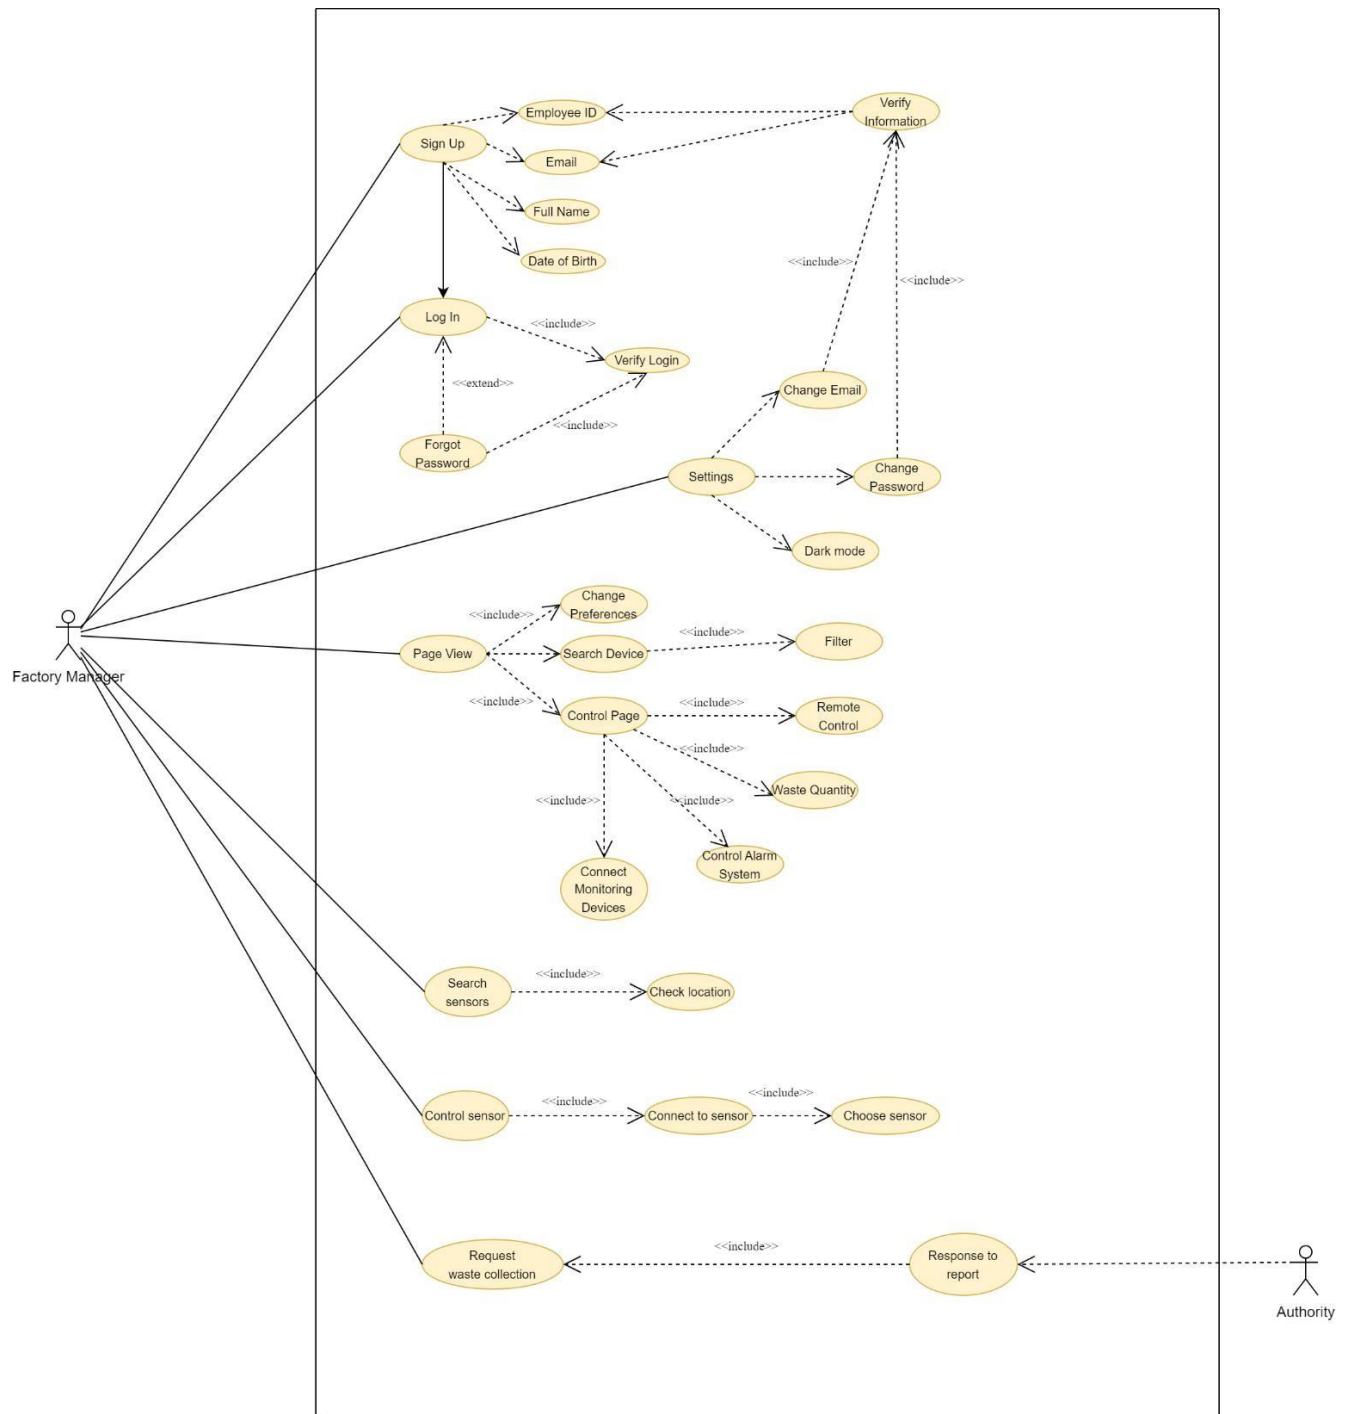 Employee ID
Verify
Information
Sign Up
Email
Full Name
Date of Birth
<<include>>
<<include>>
Log In
<<include>>
Verify Login
<<extend>>
Change Email
<<include>>
Forgot
Password
Settings
Change
Password
Dark mode
Change
Preferences
<<include>>
<<include>>
Filter
Page View
Search Device
Factory Manager
<<include>>
Control Page
<<include>>
Remote
Control
<<include>>
Waste Quantity
<<include>>
<<include>>
Control Alarm
System
Connect
Monitoring
Devices
Search
sensors
<<include>>
Check location
Control sensor
<<include>>
Connect to sensor
<<include>>
Choose sensor
Request
waste collection
<<include>>
Response to
report
Authority